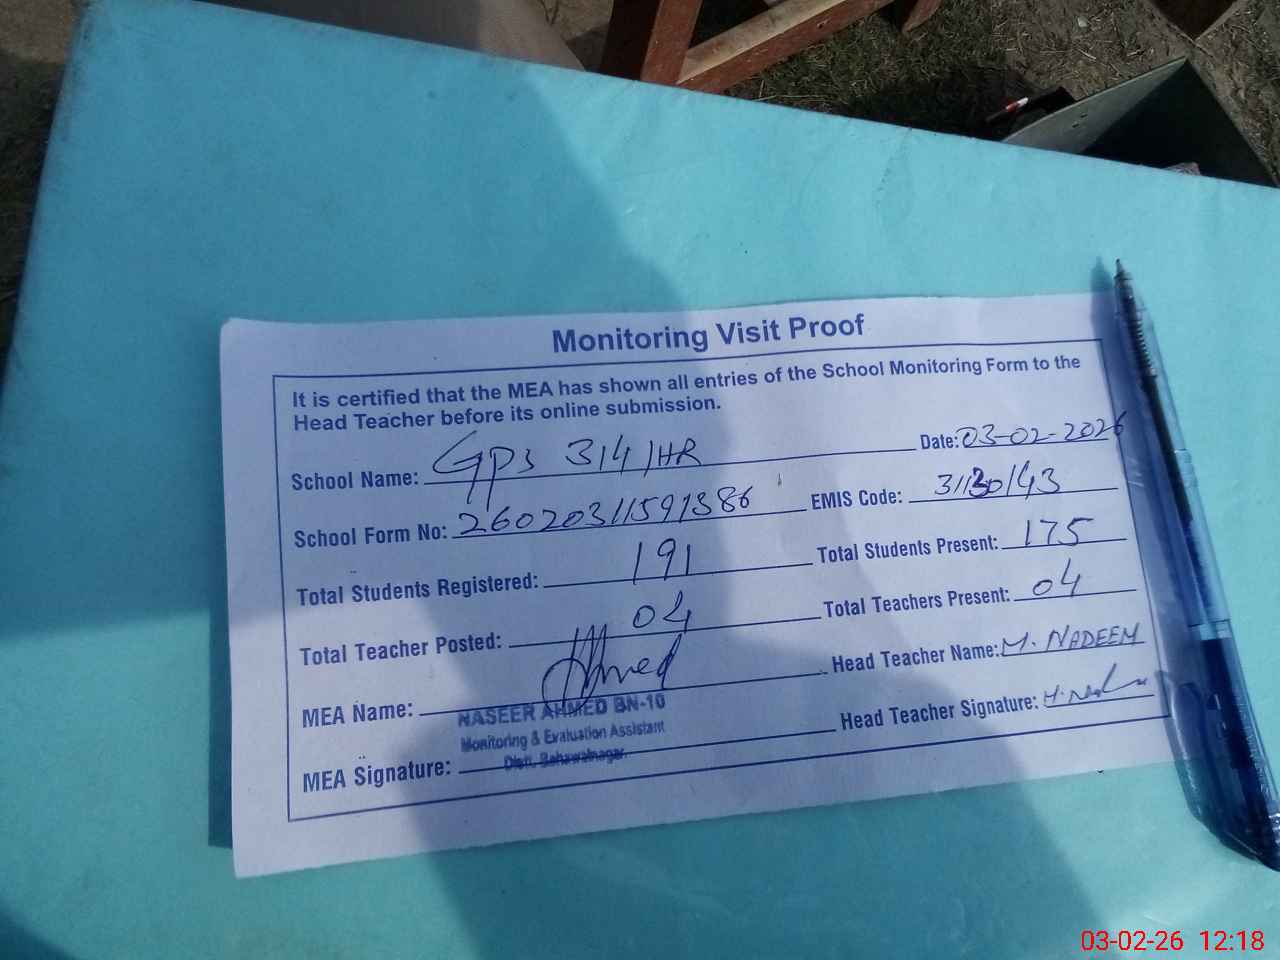 Monitoring Visit Proof
It is certified that the MEA has shown all entries of the School Monitoring Form to the
Head Teacher before its online submission.
School Name: GPS 314/HR Date: 03-02-2026
School Form No: 26020311591386 EMIS Code: 31130143
Total Students Registered: 191 Total Students Present: 175
Total Teacher Posted: 04 Total Teachers Present: 04
MEA Name: Ahmed Head Teacher Name: M. NADEEM
NASEER AHMED BN-10
Monitoring & Evaluation Assistant
Distt. Bahawalnagar.
MEA Signature: Head Teacher Signature:
03-02-26 12:18